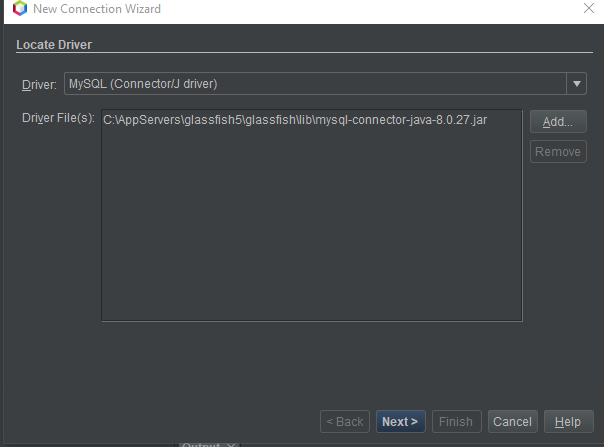 New Connection Wizard
Locate Driver
Driver: MySQL (Connector/J driver)
Driver File(s): C:\AppServers\glassfish5\glassfish\lib\mysql-connector-java-8.0.27.jar
Add...
Remove
< Back Next > Finish Cancel Help
Output